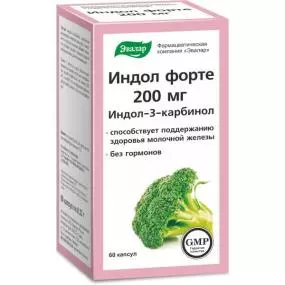 Эвалар
Фармацевтическая
компания «Эвалар»
Индол форте
200 мг
Индол-3-карбинол
•способствует поддержанию
здоровья молочной железы
•без гормонов
GMP
60 капсул